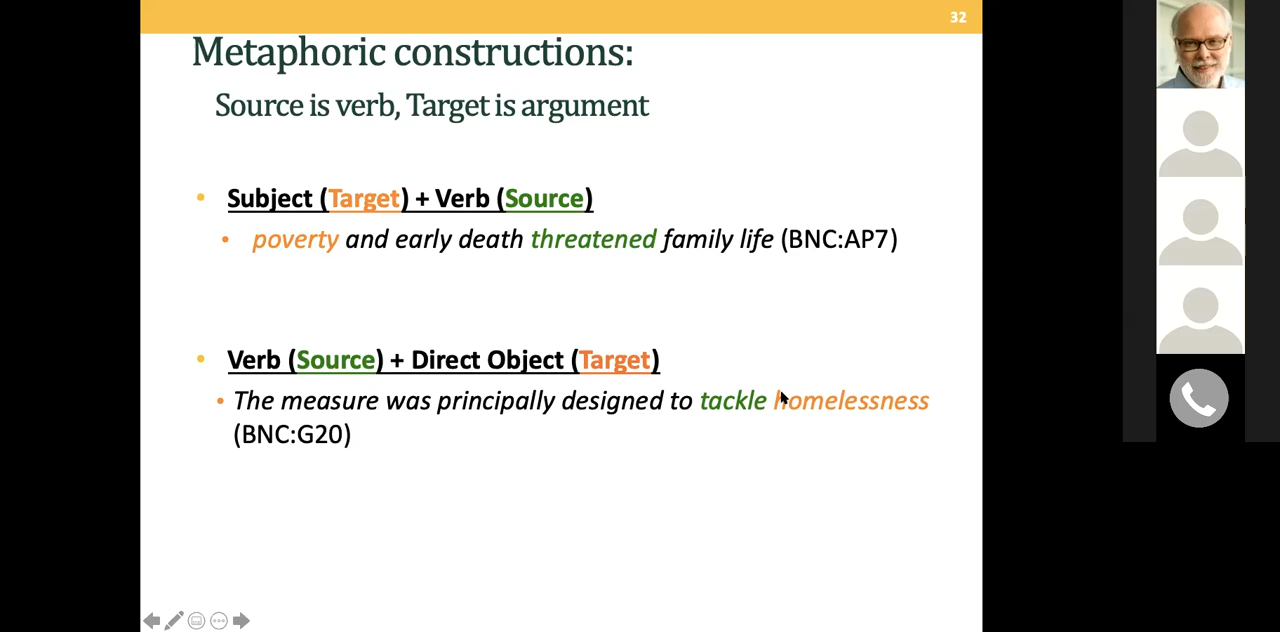 32
Metaphoric constructions:
Source is verb, Target is argument
• Subject (Target) + Verb (Source)
• poverty and early death threatened family life (BNC:AP7)
• Verb (Source) + Direct Object (Target)
• The measure was principally designed to tackle homelessness
(BNC:G20)